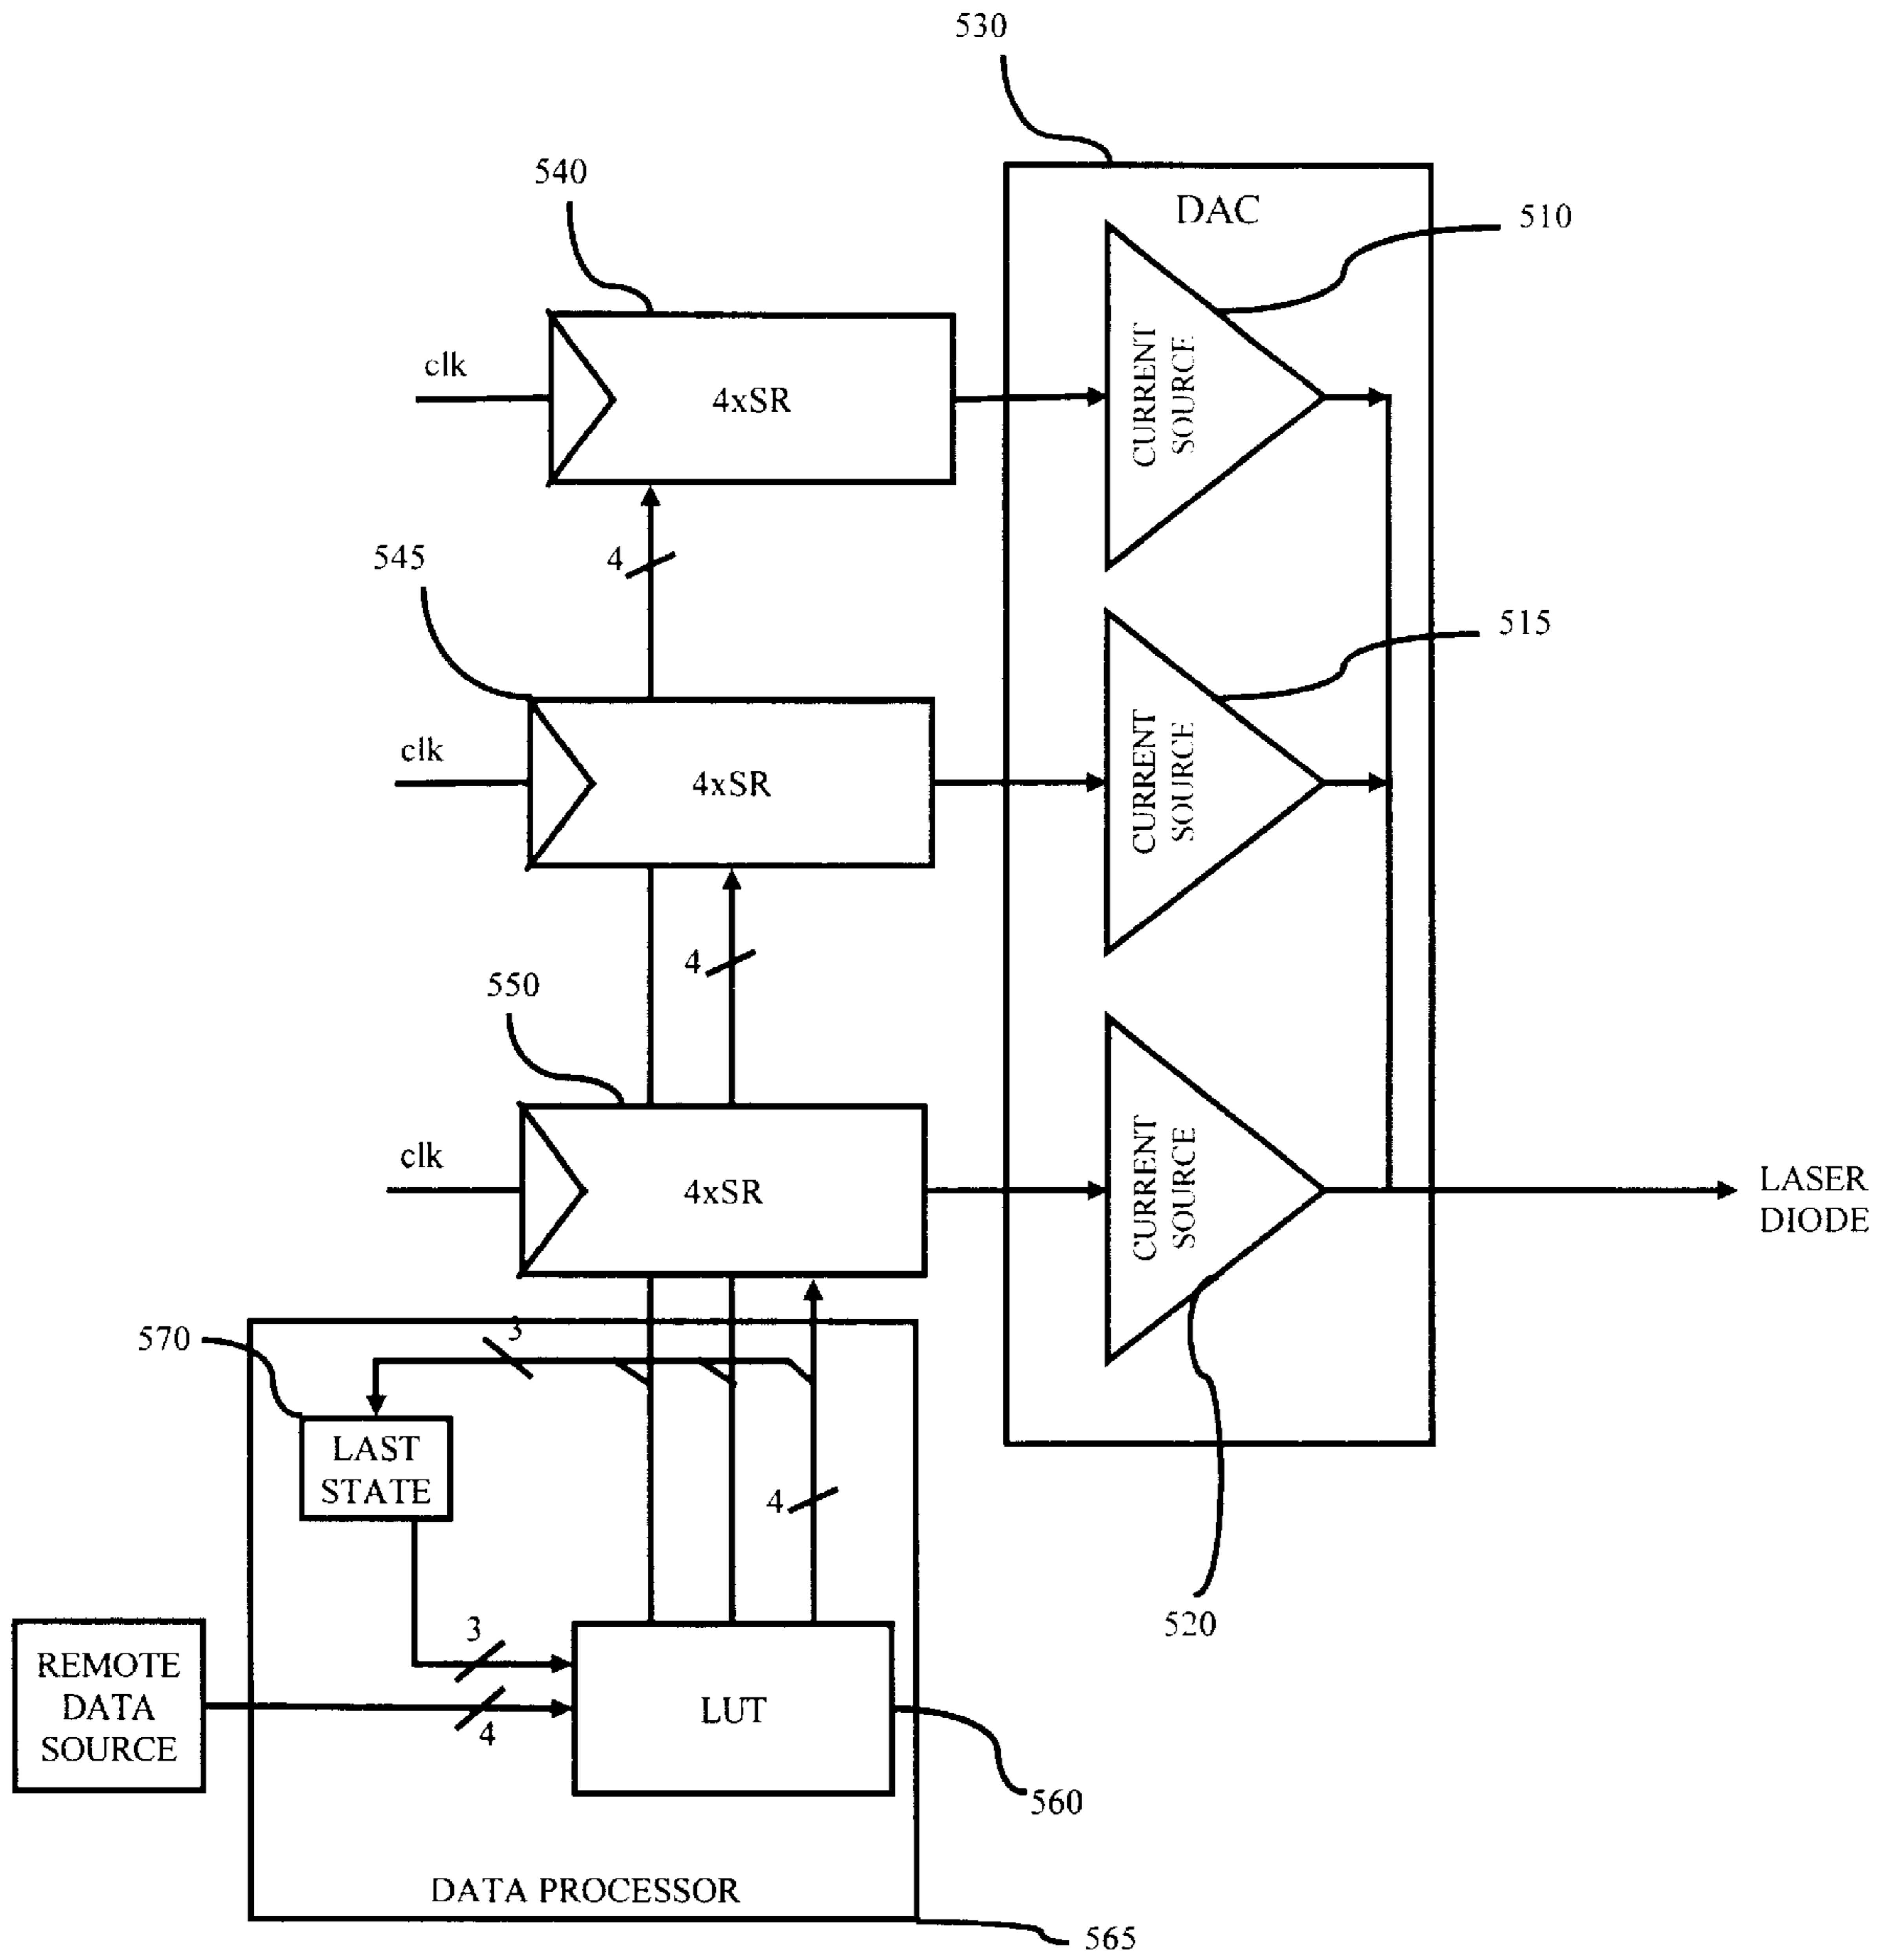 530
540
DAC
510
clk
4xSR
CURRENT
SOURCE
4
545
515
clk
4xSR
CURRENT
SOURCE
4
550
clk
4xSR
CURRENT
SOURCE
LASER
DIODE
570
3
LAST
STATE
4
520
3
REMOTE
DATA
SOURCE
4
LUT
560
DATA PROCESSOR
565